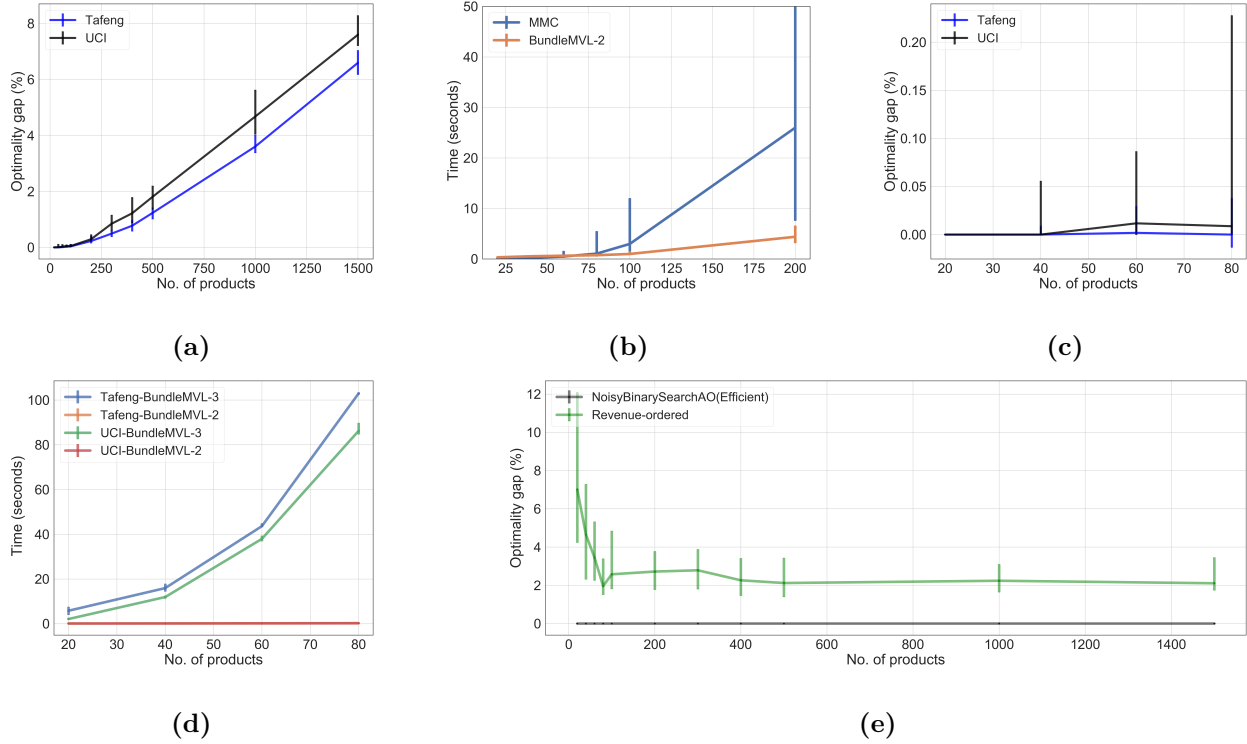 Tafeng
UCI
Optimality gap (%)
8
6
4
2
0
0 250 500 750 1000 1250 1500
No. of products
(a)
MMC
BundleMVL-2
Time (seconds)
50
40
30
20
10
0
25 50 75 100 125 150 175 200
No. of products
(b)
Tafeng
UCI
Optimality gap (%)
0.20
0.15
0.10
0.05
0.00
20 30 40 50 60 70 80
No. of products
(c)
Tafeng-BundleMVL-3
Tafeng-BundleMVL-2
UCI-BundleMVL-3
UCI-BundleMVL-2
Time (seconds)
100
80
60
40
20
0
20 30 40 50 60 70 80
No. of products
(d)
NoisyBinarySearchAO(Efficient)
Revenue-ordered
Optimality gap (%)
12
10
8
6
4
2
0
0 200 400 600 800 1000 1200 1400
No. of products
(e)